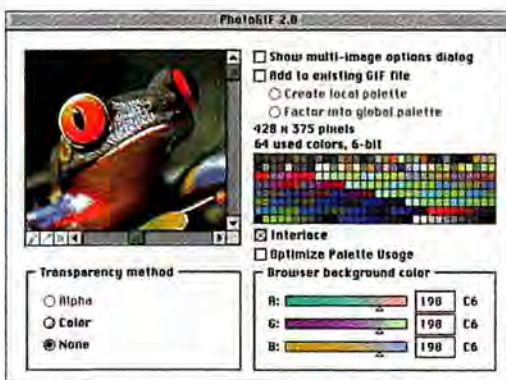 PhotoGIF 2.0
Show multi-image options dialog
Add to existing GIF file
Create local palette
Factor into global palette
428 x 375 pixels
64 used colors, 6-bit
Interlace
Optimize Palette Usage
Transparency method
Alpha
Color
None
Browser background color
R: 198 C6
G: 198 C6
B: 198 C6